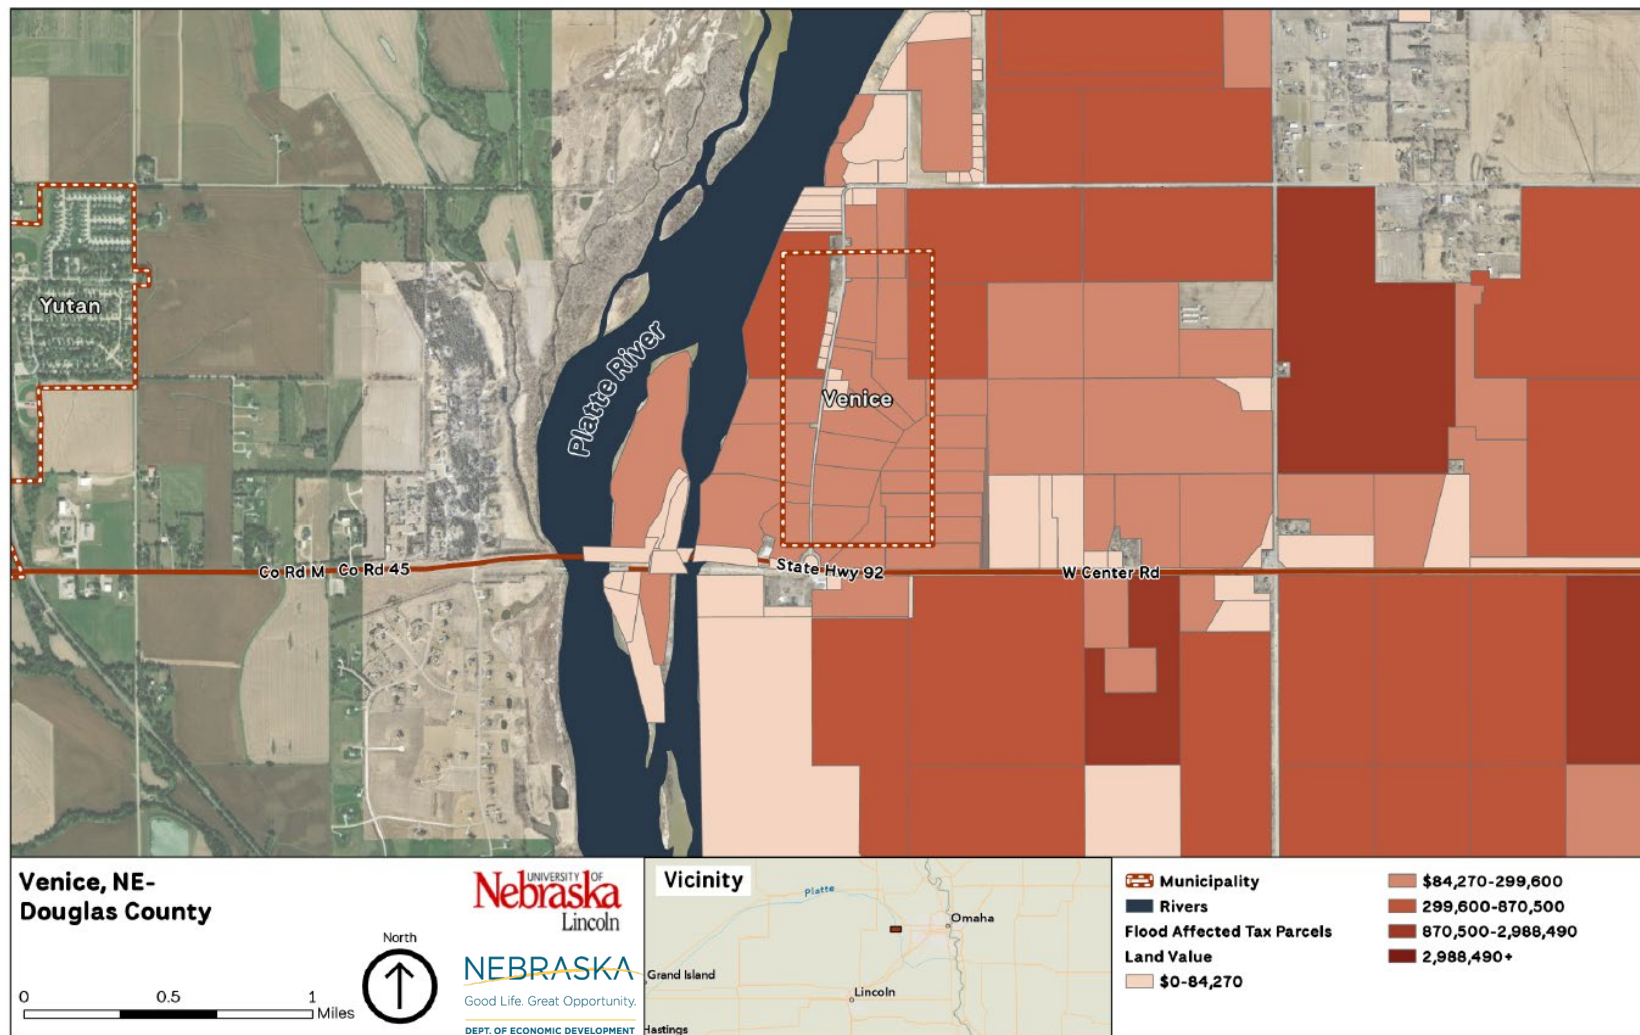 Yutan
Platte River
Venice
Co Rd M
Co Rd 45
State Hwy 92
W Center Rd
Venice, NE-
Douglas County
0
0.5
1
Miles
North
UNIVERSITY OF
Nebraska
Lincoln
NEBRASKA
Good Life. Great Opportunity.
DEPT. OF ECONOMIC DEVELOPMENT
Vicinity
Platte
Omaha
Grand Island
Lincoln
Hastings
Municipality
Rivers
Flood Affected Tax Parcels
Land Value
$0-84,270
$84,270-299,600
299,600-870,500
870,500-2,988,490
2,988,490+